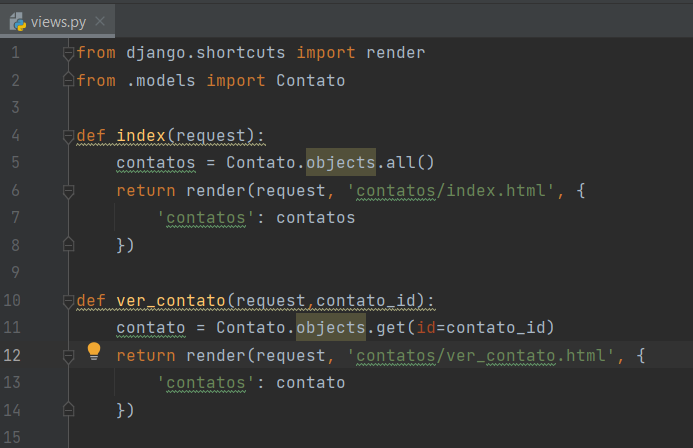 views.py
1 from django.shortcuts import render
2 from .models import Contato
3
4 def index(request):
5     contatos = Contato.objects.all()
6     return render(request, 'contatos/index.html', {
7         'contatos': contatos
8     })
9
10 def ver_contato(request,contato_id):
11     contato = Contato.objects.get(id=contato_id)
12     return render(request, 'contatos/ver_contato.html', {
13         'contatos': contato
14     })
15